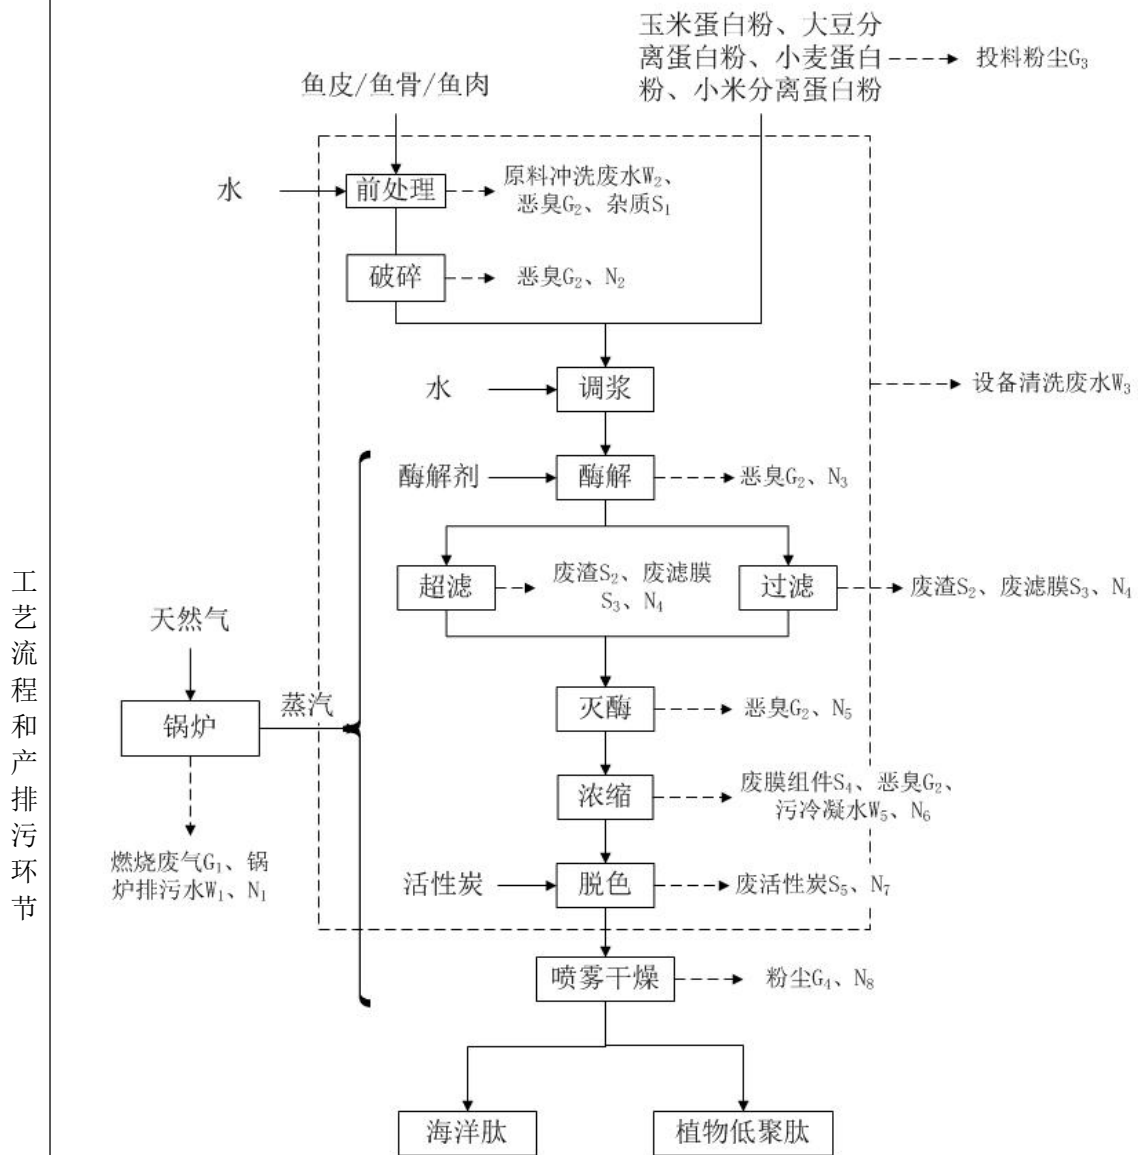 工艺流程和产排污环节
玉米蛋白粉、大豆分
离蛋白粉、小麦蛋白
粉、小米分离蛋白粉
投料粉尘G₃
鱼皮/鱼骨/鱼肉
水
前处理
原料冲洗废水W₂、
恶臭G₂、杂质S₁
破碎
恶臭G₂、N₂
水
调浆
设备清洗废水W₃
酶解剂
酶解
恶臭G₂、N₃
超滤
废渣S₂、废滤膜
S₃、N₄
过滤
废渣S₂、废滤膜S₃、N₄
天然气
锅炉
蒸汽
灭酶
恶臭G₂、N₅
浓缩
废膜组件S₄、恶臭G₂、
污冷凝水W₅、N₆
燃烧废气G₁、锅
炉排污水W₁、N₁
活性炭
脱色
废活性炭S₅、N₇
喷雾干燥
粉尘G₄、N₈
海洋肽
植物低聚肽